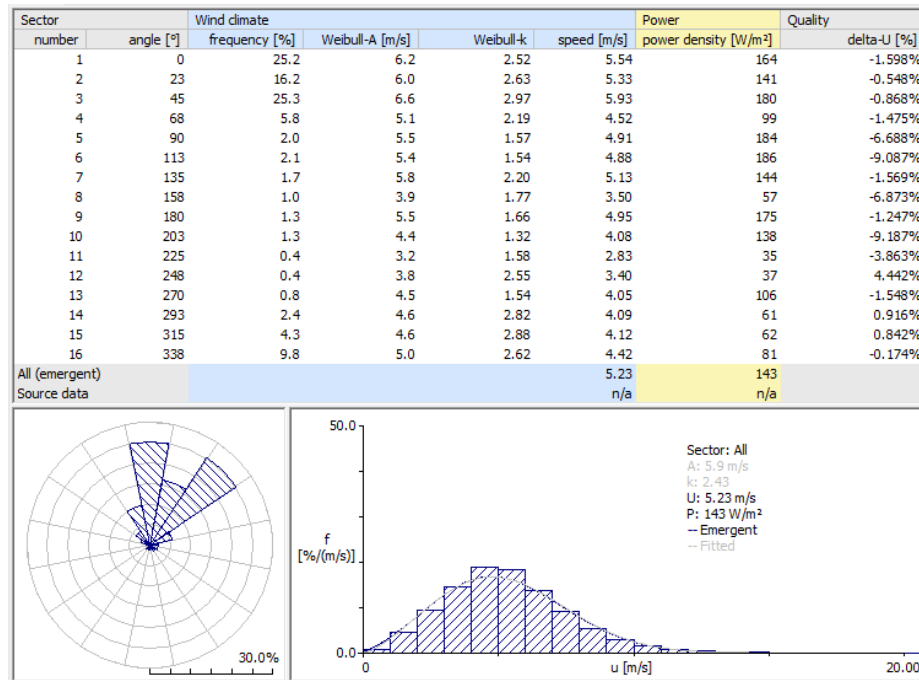 Sector Wind climate Power Quality
number angle [°] frequency [%] Weibull-A [m/s] Weibull-k speed [m/s] power density [W/m²] delta-U [%]
1 0 25.2 6.2 2.52 5.54 164 -1.598%
2 23 16.2 6.0 2.63 5.33 141 -0.548%
3 45 25.3 6.6 2.97 5.93 180 -0.868%
4 68 5.8 5.1 2.19 4.52 99 -1.475%
5 90 2.0 5.5 1.57 4.91 184 -6.688%
6 113 2.1 5.4 1.54 4.88 186 -9.087%
7 135 1.7 5.8 2.20 5.13 144 -1.569%
8 158 1.0 3.9 1.77 3.50 57 -6.873%
9 180 1.3 5.5 1.66 4.95 175 -1.247%
10 203 1.3 4.4 1.32 4.08 138 -9.187%
11 225 0.4 3.2 1.58 2.83 35 -3.863%
12 248 0.4 3.8 2.55 3.40 37 4.442%
13 270 0.8 4.5 1.54 4.05 106 -1.548%
14 293 2.4 4.6 2.82 4.09 61 0.916%
15 315 4.3 4.6 2.88 4.12 62 0.842%
16 338 9.8 5.0 2.62 4.42 81 -0.174%
All (emergent) 5.23 143
Source data n/a n/a
30.0%
50.0
Sector: All
A: 5.9 m/s
k: 2.43
U: 5.23 m/s
P: 143 W/m²
-- Emergent
-- Fitted
f
[%/(m/s)]
0.0
0 u [m/s] 20.00